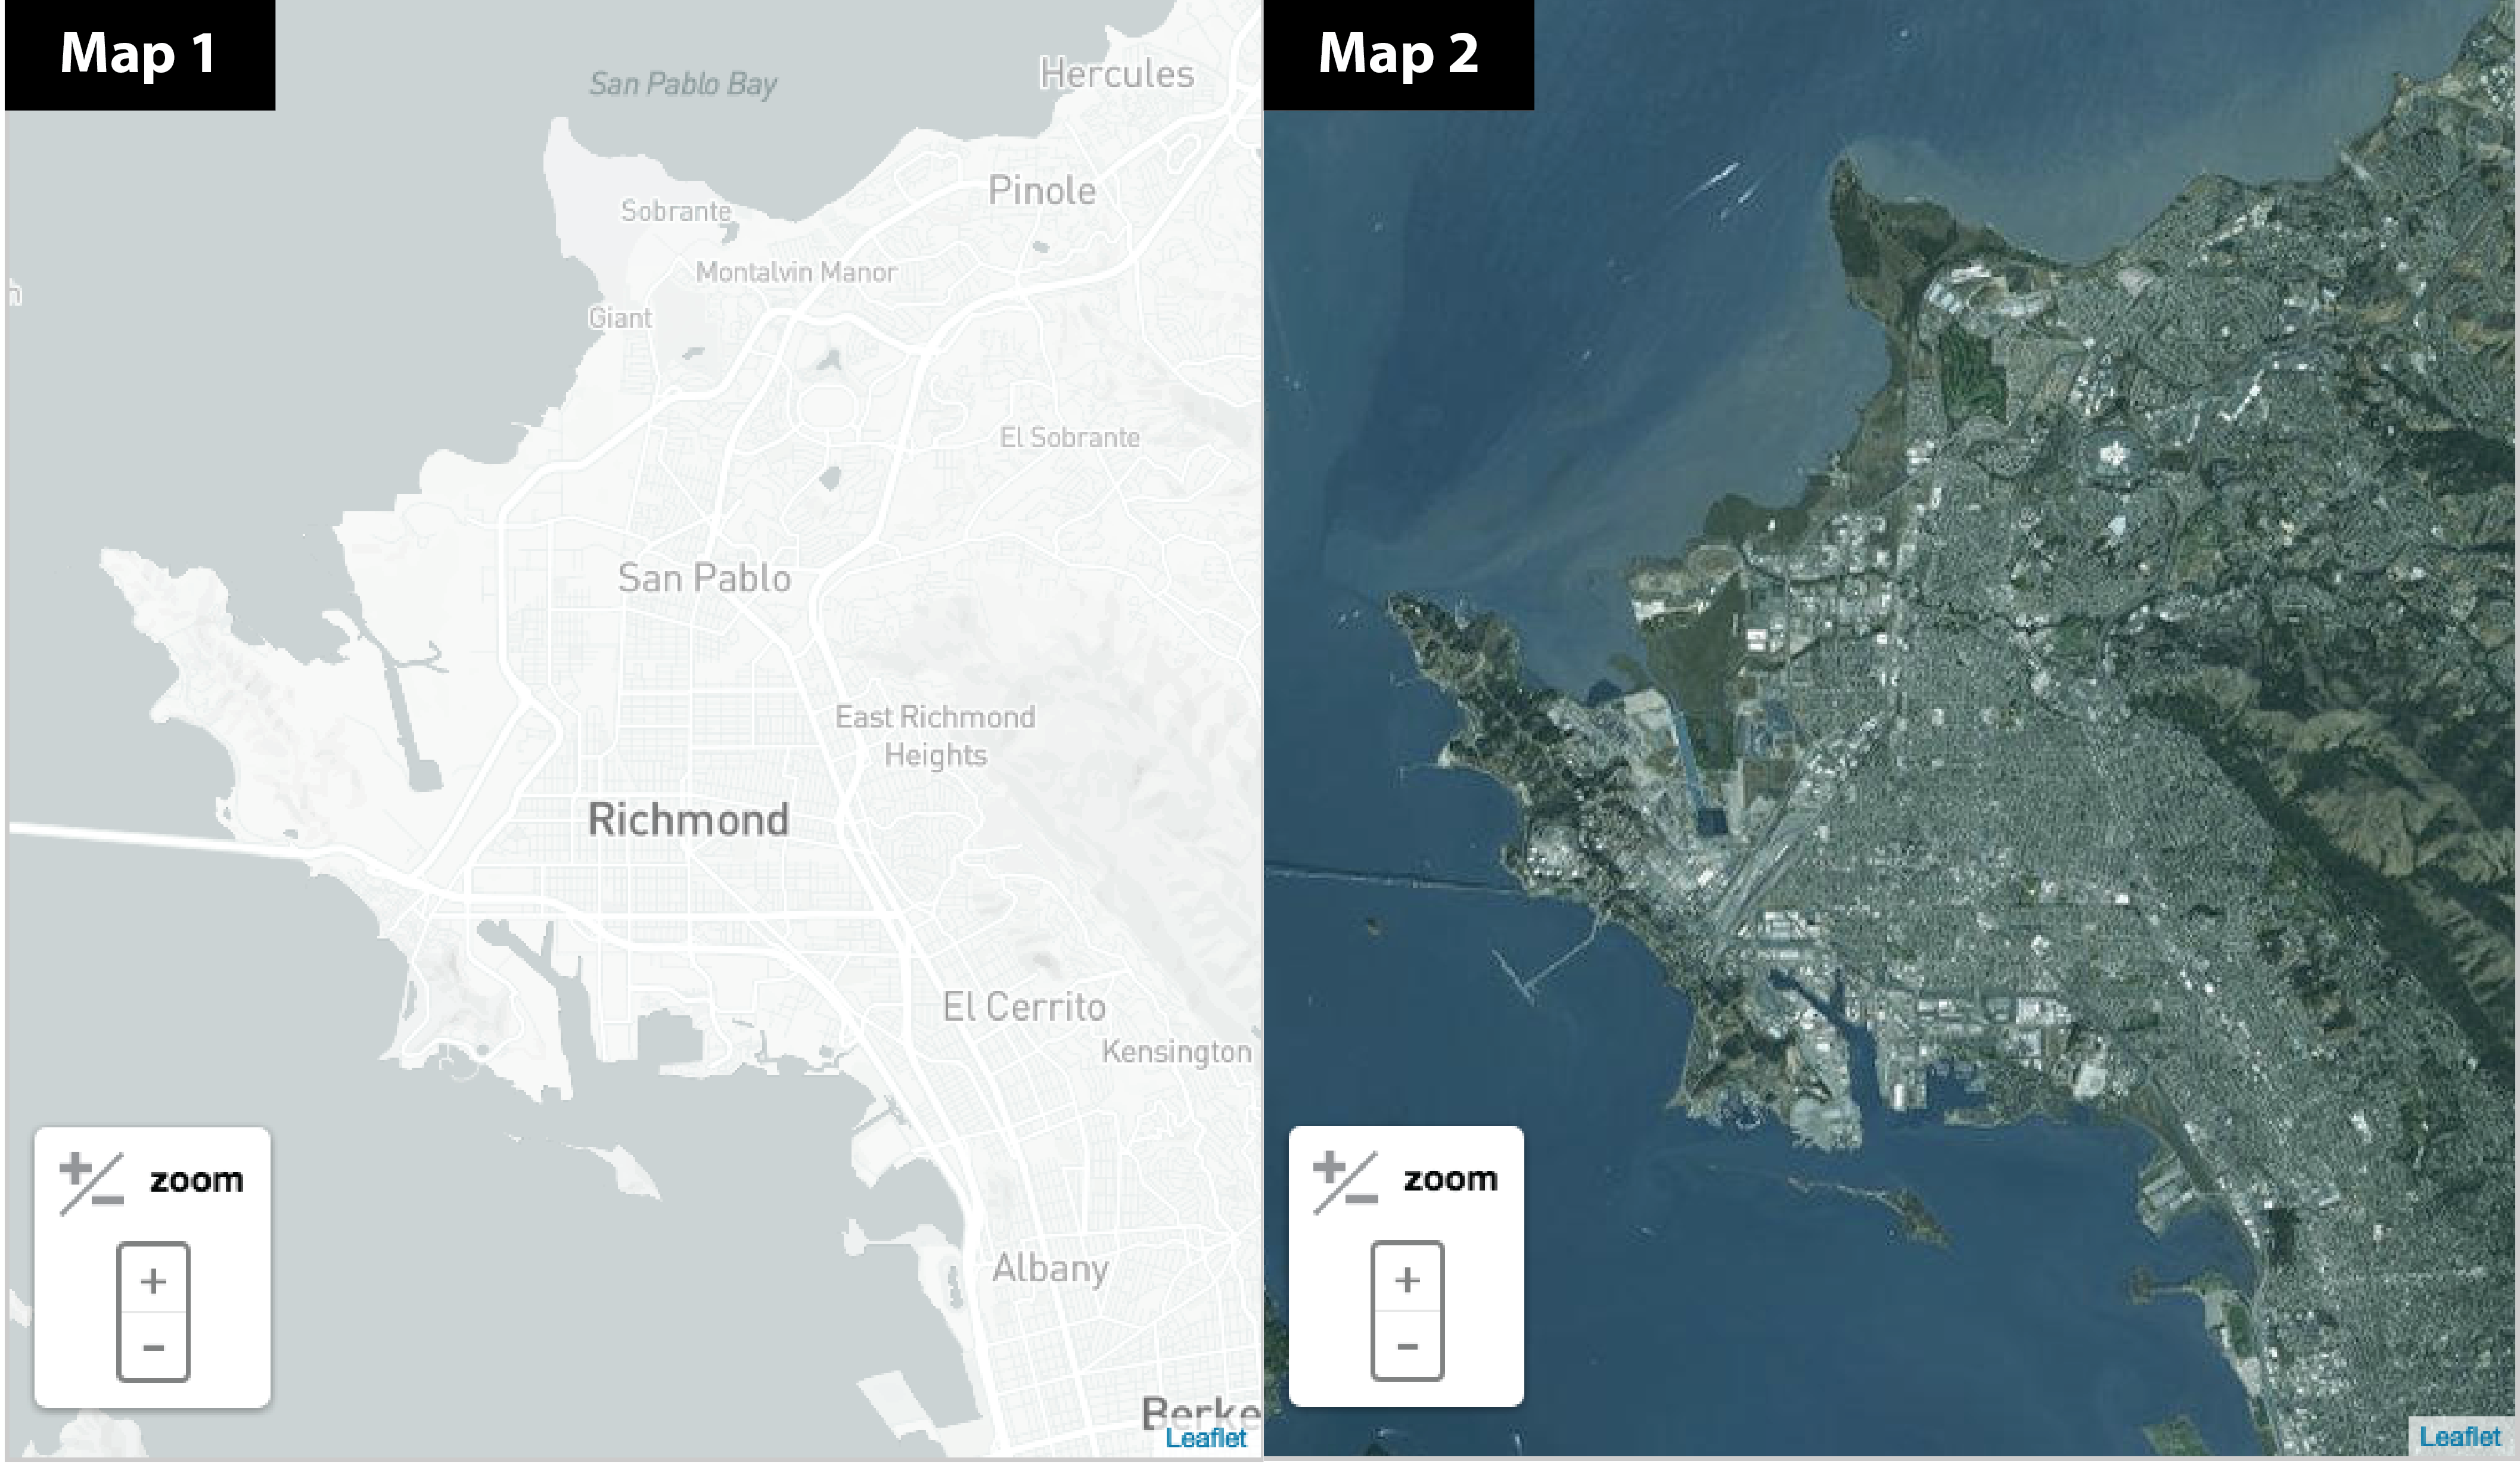 Map 1
San Pablo Bay
Hercules
Pinole
Sobrante
Montalvin Manor
Giant
El Sobrante
San Pablo
East Richmond
Heights
Richmond
El Cerrito
Kensington
Albany
Berke
Leaflet
+/− zoom
+
−
Map 2
+/− zoom
+
−
Leaflet